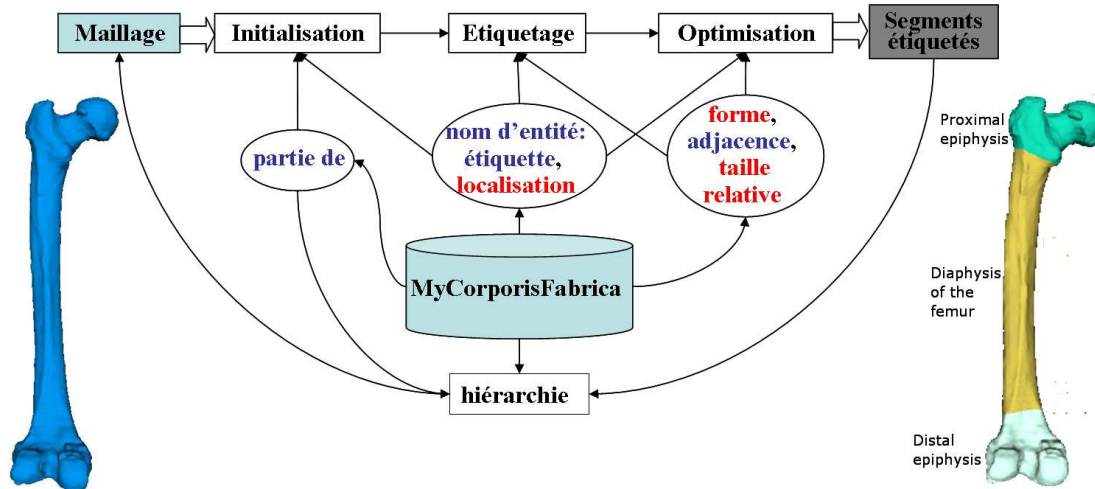 Maillage
Initialisation
Etiquetage
Optimisation
Segments
étiquetés
partie de
nom d'entité:
étiquette,
localisation
forme,
adjacence,
taille
relative
MyCorporisFabrica
hiérarchie
Proximal
epiphysis
Diaphysis
of the
femur
Distal
epiphysis